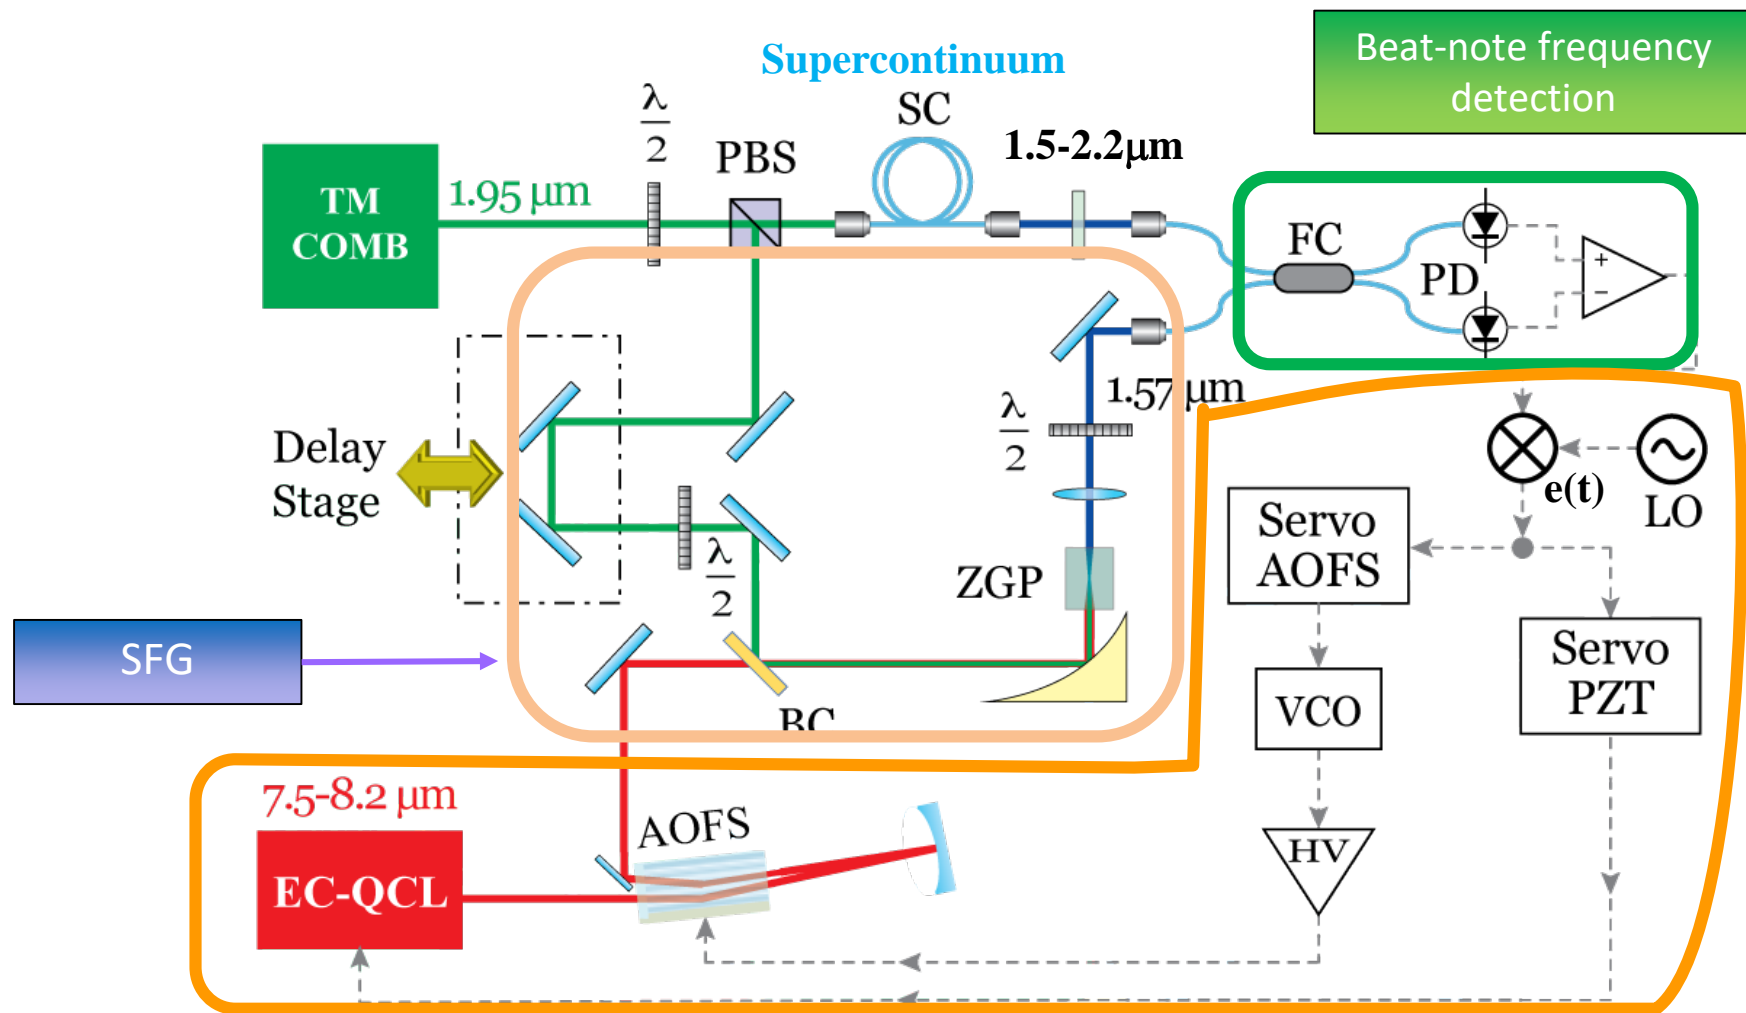 Beat-note frequency
detection
Supercontinuum
SC
λ
2
PBS
1.5-2.2µm
TM
COMB
1.95 µm
FC
PD
+
−
1.57 µm
λ
2
Delay
Stage
λ
2
ZGP
e(t)
LO
Servo
AOFS
Servo
PZT
SFG
BC
VCO
7.5-8.2 µm
AOFS
HV
EC-QCL